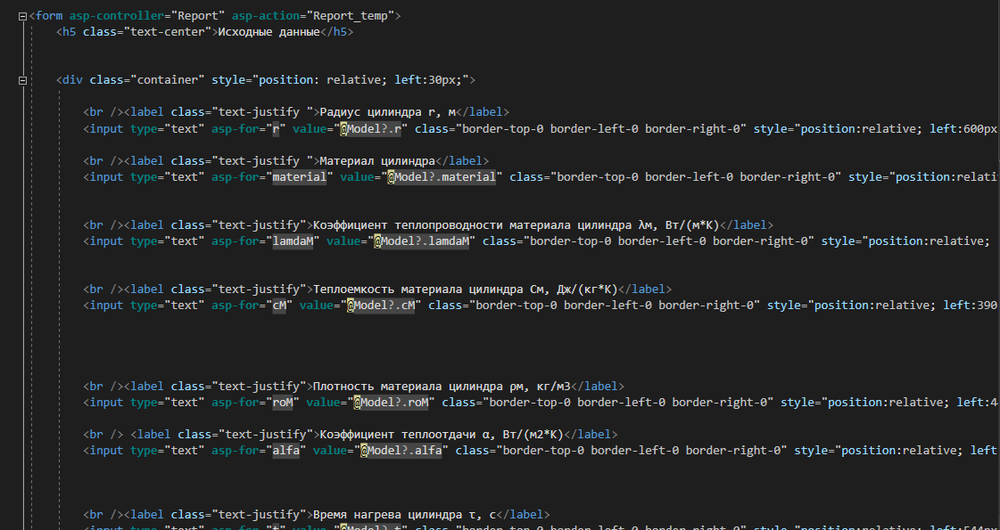 <form asp-controller="Report" asp-action="Report_temp">
<h5 class="text-center">Исходные данные</h5>
<div class="container" style="position: relative; left:30px;">
<br /><label class="text-justify ">Радиус цилиндра r, м</label>
<input type="text" asp-for="r" value="@Model?.r" class="border-top-0 border-left-0 border-right-0" style="position:relative; left:600px
<br /><label class="text-justify ">Материал цилиндра</label>
<input type="text" asp-for="material" value="@Model?.material" class="border-top-0 border-left-0 border-right-0" style="position:relati
<br /><label class="text-justify">Коэффициент теплопроводности материала цилиндра λм, Вт/(м*К)</label>
<input type="text" asp-for="lamdaM" value="@Model?.lamdaM" class="border-top-0 border-left-0 border-right-0" style="position:relative;
<br /><label class="text-justify">Теплоемкость материала цилиндра См, Дж/(кг*К)</label>
<input type="text" asp-for="cM" value="@Model?.cM" class="border-top-0 border-left-0 border-right-0" style="position:relative; left:390
<br /><label class="text-justify">Плотность материала цилиндра ρм, кг/м3</label>
<input type="text" asp-for="roM" value="@Model?.roM" class="border-top-0 border-left-0 border-right-0" style="position:relative; left:4
<br /> <label class="text-justify">Коэффициент теплоотдачи α, Вт/(м2*К)</label>
<input type="text" asp-for="alfa" value="@Model?.alfa" class="border-top-0 border-left-0 border-right-0" style="position:relative; left
<br /><label class="text-justify">Время нагрева цилиндра τ, с</label>
<input type="text" asp-for="t" value="@Model?.t" class="border-top-0 border-left-0 border-right-0" style="position:relative; left:544px